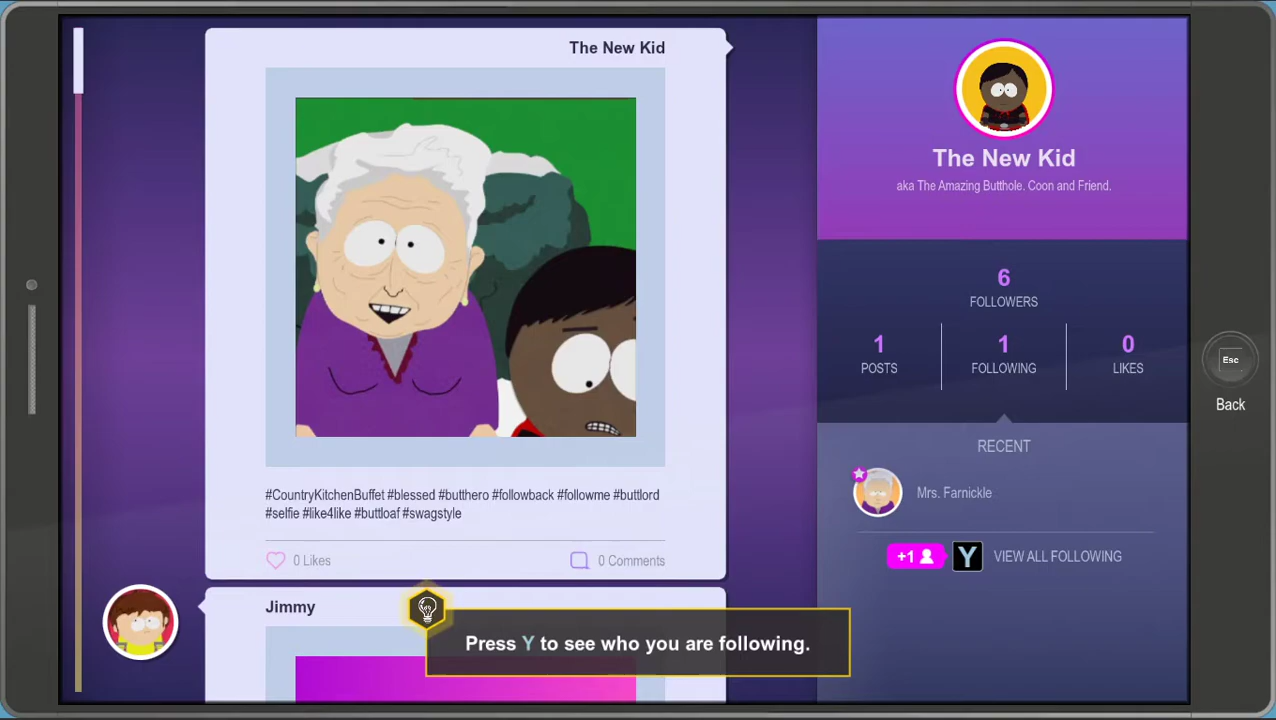 The New Kid
#CountryKitchenBuffet #blessed #butthero #followback #followme #buttlord
#selfie #like4like #buttloaf #swagstyle
0 Likes
0 Comments
Jimmy
Press Y to see who you are following.
The New Kid
aka The Amazing Butthole. Coon and Friend.
6
FOLLOWERS
1
POSTS
1
FOLLOWING
0
LIKES
RECENT
Mrs. Farnickle
+1
Y
VIEW ALL FOLLOWING
Esc
Back